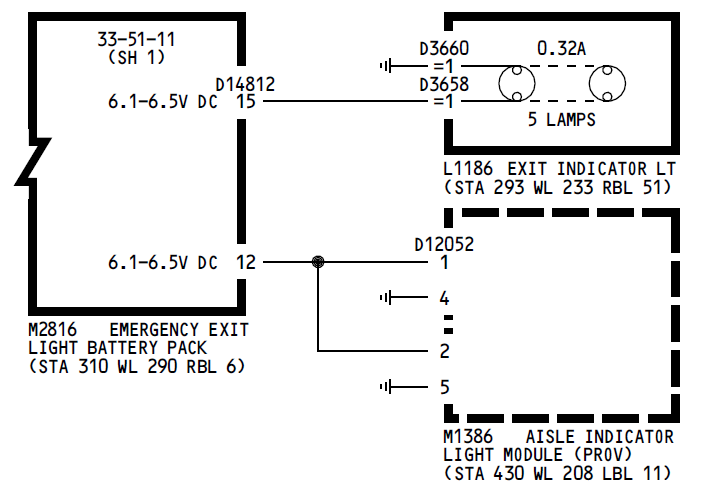 33-51-11
(SH 1)
D14812
6.1-6.5V DC 15
6.1-6.5V DC 12
M2816 EMERGENCY EXIT
LIGHT BATTERY PACK
(STA 310 WL 290 RBL 6)
D3660
=1
0.32A
D3658
=1
5 LAMPS
L1186 EXIT INDICATOR LT
(STA 293 WL 233 RBL 51)
D12052
1
4
2
5
M1386 AISLE INDICATOR
LIGHT MODULE (PROV)
(STA 430 WL 208 LBL 11)